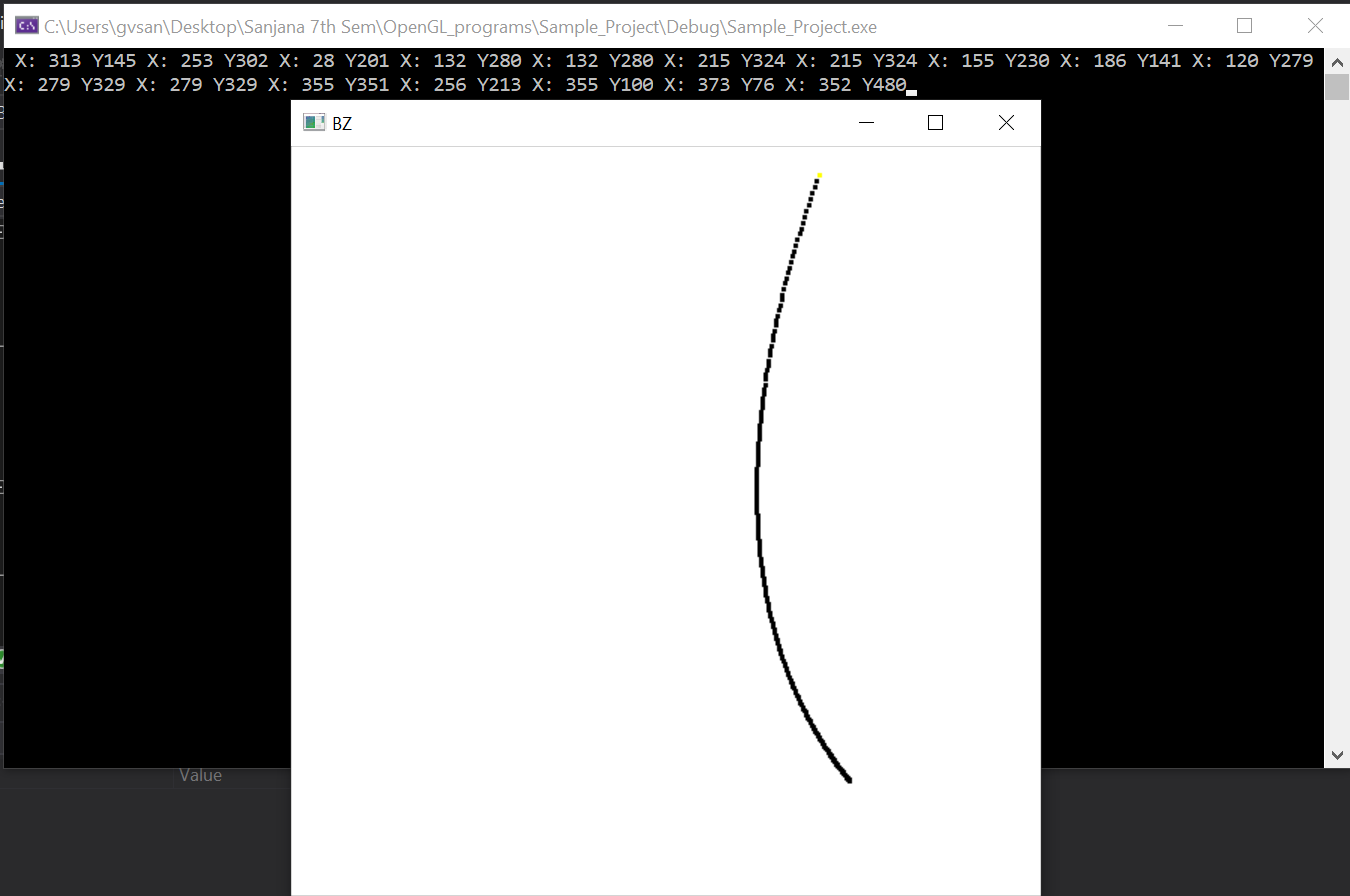 C:\Users\gvsan\Desktop\Sanjana 7th Sem\OpenGL_programs\Sample_Project\Debug\Sample_Project.exe
X: 313 Y145 X: 253 Y302 X: 28 Y201 X: 132 Y280 X: 132 Y280 X: 215 Y324 X: 215 Y324 X: 155 Y230 X: 186 Y141 X: 120 Y279
X: 279 Y329 X: 279 Y329 X: 355 Y351 X: 256 Y213 X: 355 Y100 X: 373 Y76 X: 352 Y480
BZ
Value